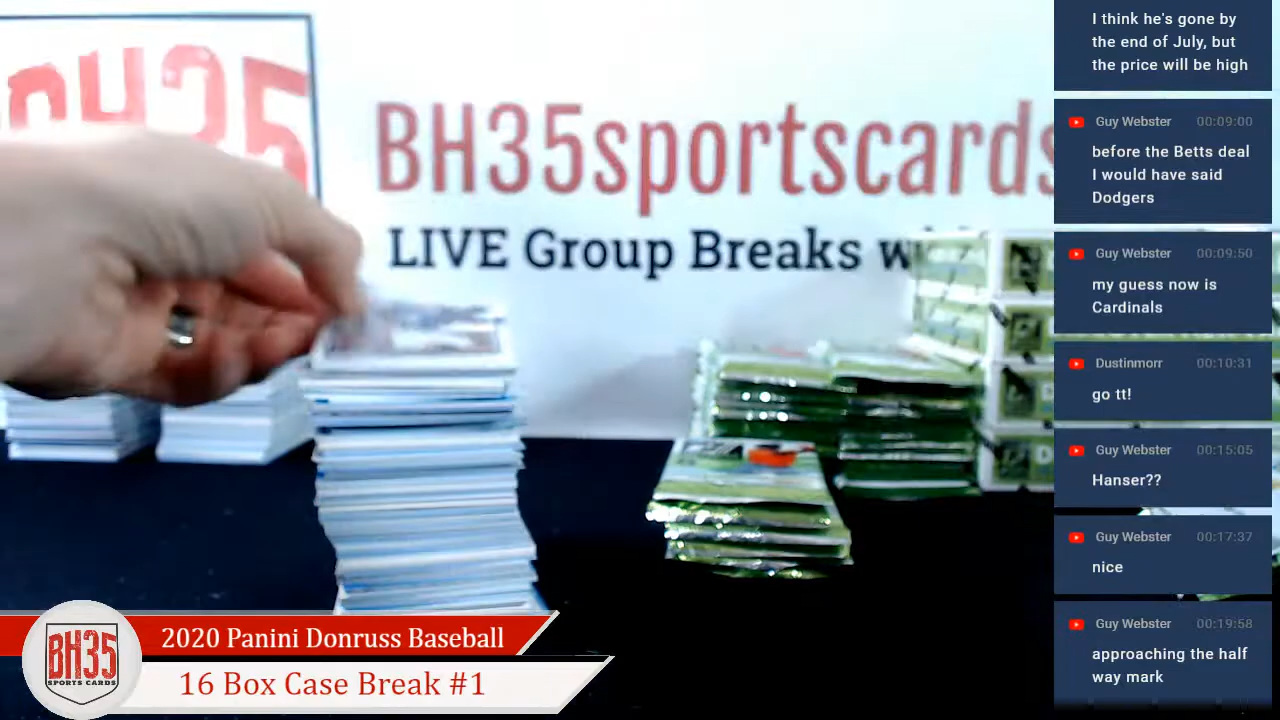 BH35
BH35sportscards
LIVE Group Breaks w
I think he's gone by
the end of July, but
the price will be high
Guy Webster 00:09:00
before the Betts deal
I would have said
Dodgers
Guy Webster 00:09:50
my guess now is
Cardinals
Dustinmorr 00:10:31
go tt!
Guy Webster 00:15:05
Hanser??
Guy Webster 00:17:37
nice
Guy Webster 00:19:58
approaching the half
way mark
BH35
SPORTS CARDS
2020 Panini Donruss Baseball
16 Box Case Break #1